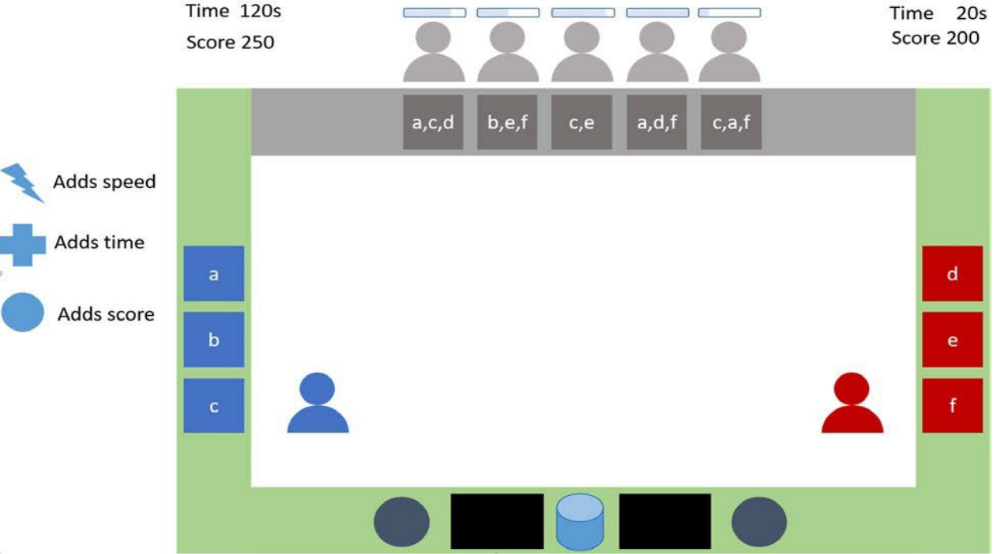 Time 120s
Score 250
Time 20s
Score 200
a,c,d
b,e,f
c,e
a,d,f
c,a,f
Adds speed
Adds time
Adds score
a
b
c
d
e
f